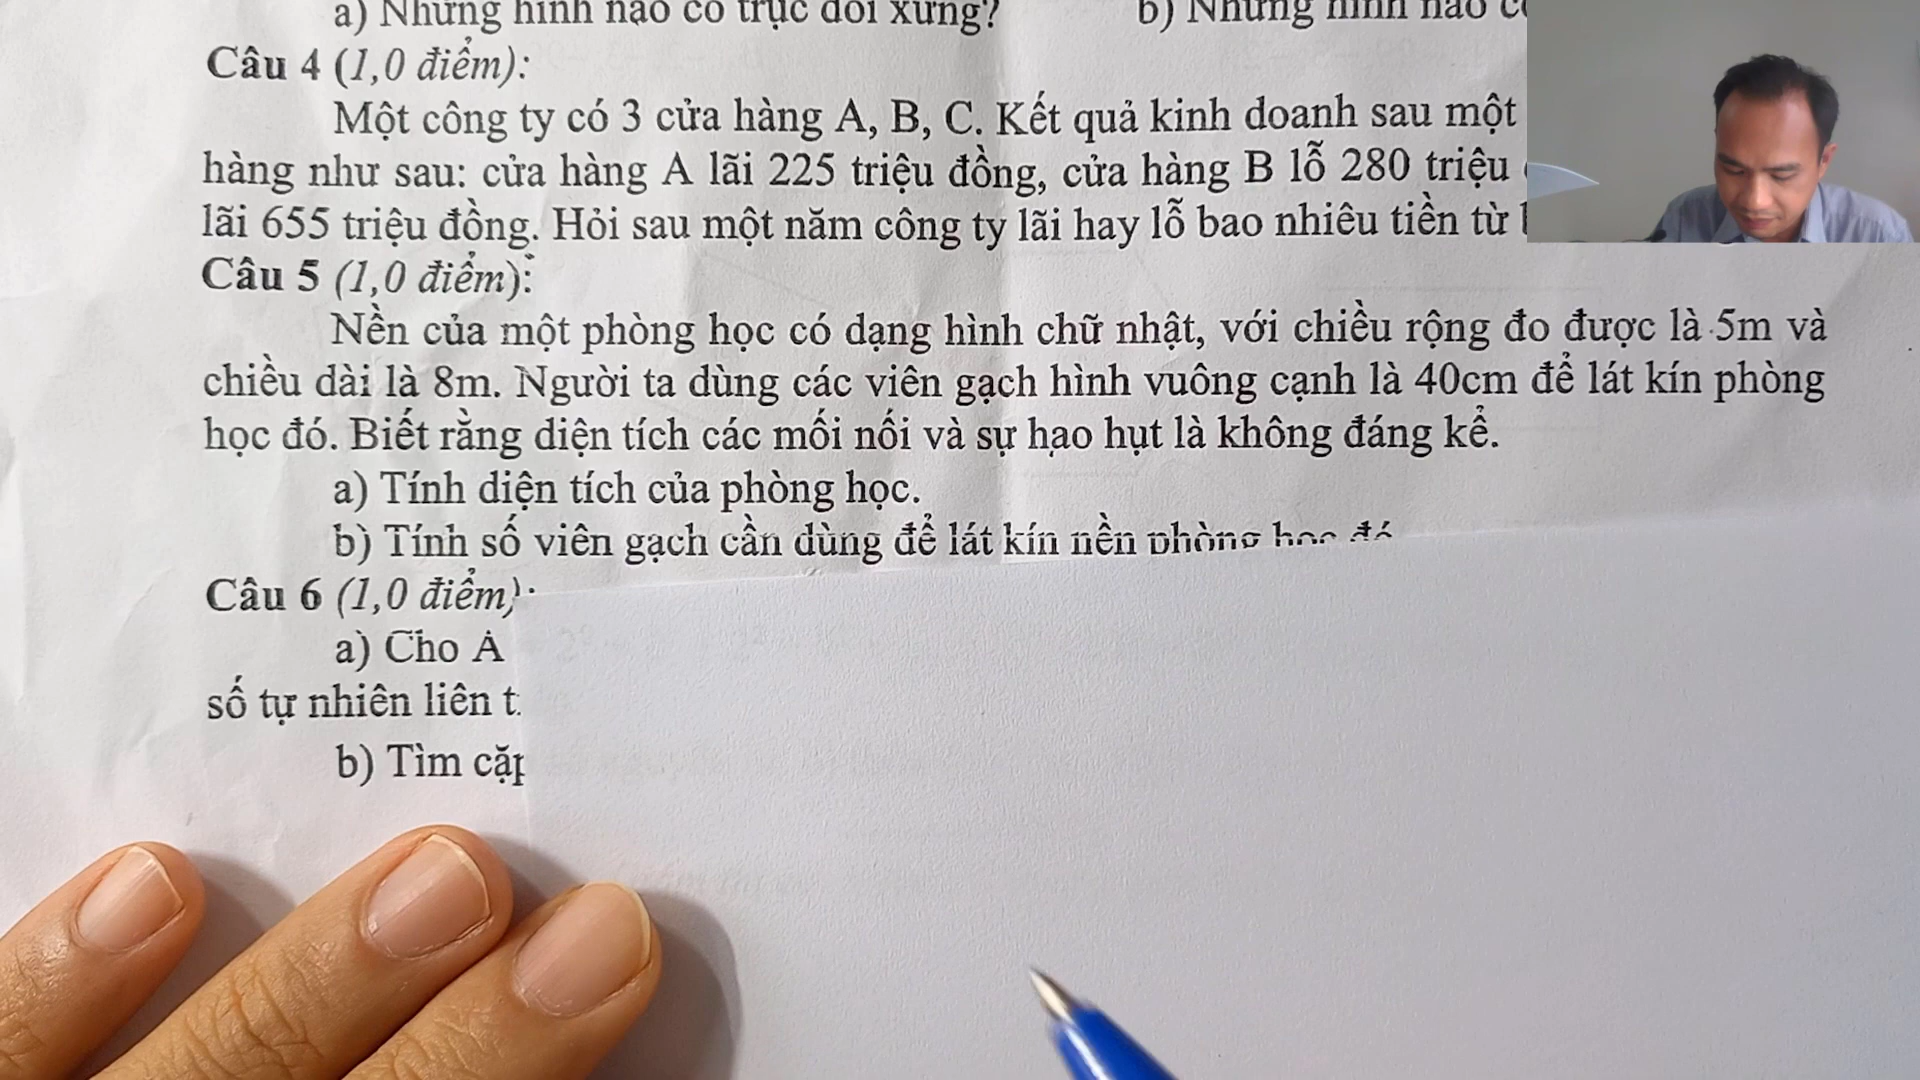 a) Những hình nào có trục đối xứng? b) Những hình nào
Câu 4 (1,0 điểm):
Một công ty có 3 cửa hàng A, B, C. Kết quả kinh doanh sau một
hàng như sau: cửa hàng A lãi 225 triệu đồng, cửa hàng B lỗ 280 triệu
lãi 655 triệu đồng. Hỏi sau một năm công ty lãi hay lỗ bao nhiêu tiền từ
Câu 5 (1,0 điểm):
Nền của một phòng học có dạng hình chữ nhật, với chiều rộng đo được là 5m và
chiều dài là 8m. Người ta dùng các viên gạch hình vuông cạnh là 40cm để lát kín phòng
học đó. Biết rằng diện tích các mối nối và sự hao hụt là không đáng kể.
a) Tính diện tích của phòng học.
b) Tính số viên gạch cần dùng để lát kín nền phòng học đó
Câu 6 (1,0 điểm):
a) Cho A
số tự nhiên liên
b) Tìm cặp